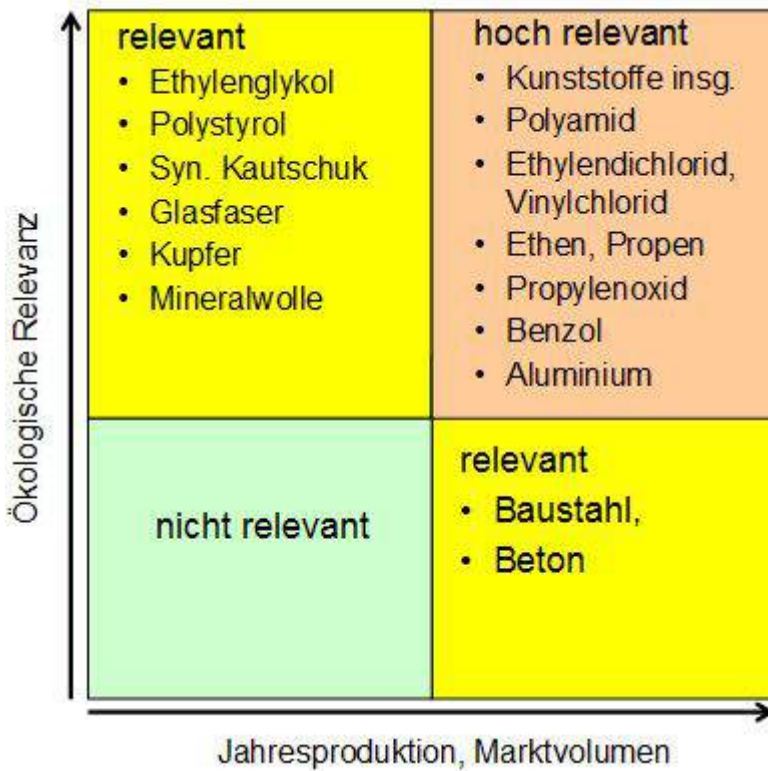 relevant
• Ethylenglykol
• Polystyrol
• Syn. Kautschuk
• Glasfaser
• Kupfer
• Mineralwolle
hoch relevant
• Kunststoffe insg.
• Polyamid
• Ethylendichlorid,
Vinylchlorid
• Ethen, Propen
• Propylenoxid
• Benzol
• Aluminium
nicht relevant
relevant
• Baustahl,
• Beton
Ökologische Relevanz
Jahresproduktion, Marktvolumen